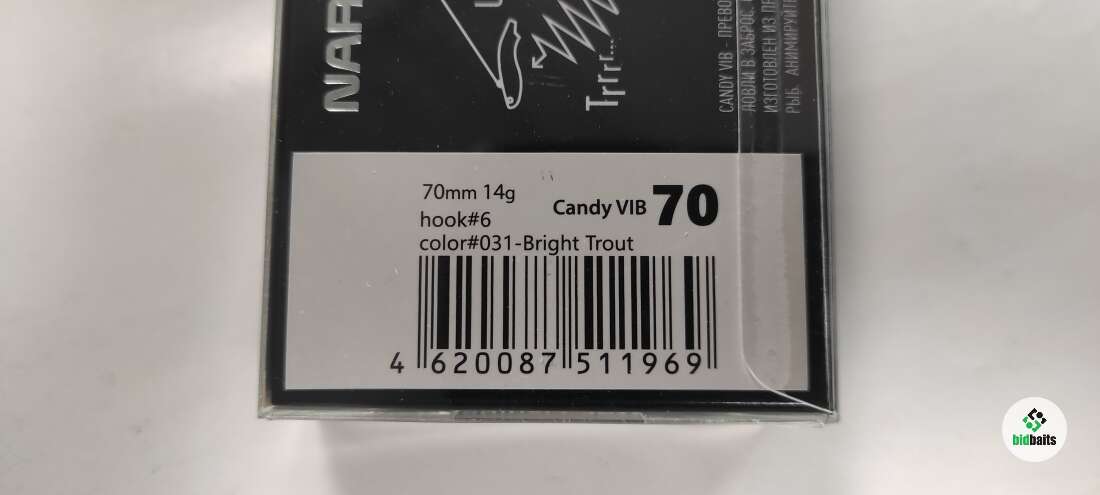 NAR
Trrrr...
CANDY VIB - ПРЕВО
ЛОВЛИ В ЗАБРОС.
ИЗГОТОВЛЕН ИЗ
РЫБ. АНИМИРУЙТ
70mm 14g
hook#6
Candy VIB 70
color#031-Bright Trout
4 620087 511969
bidbaits